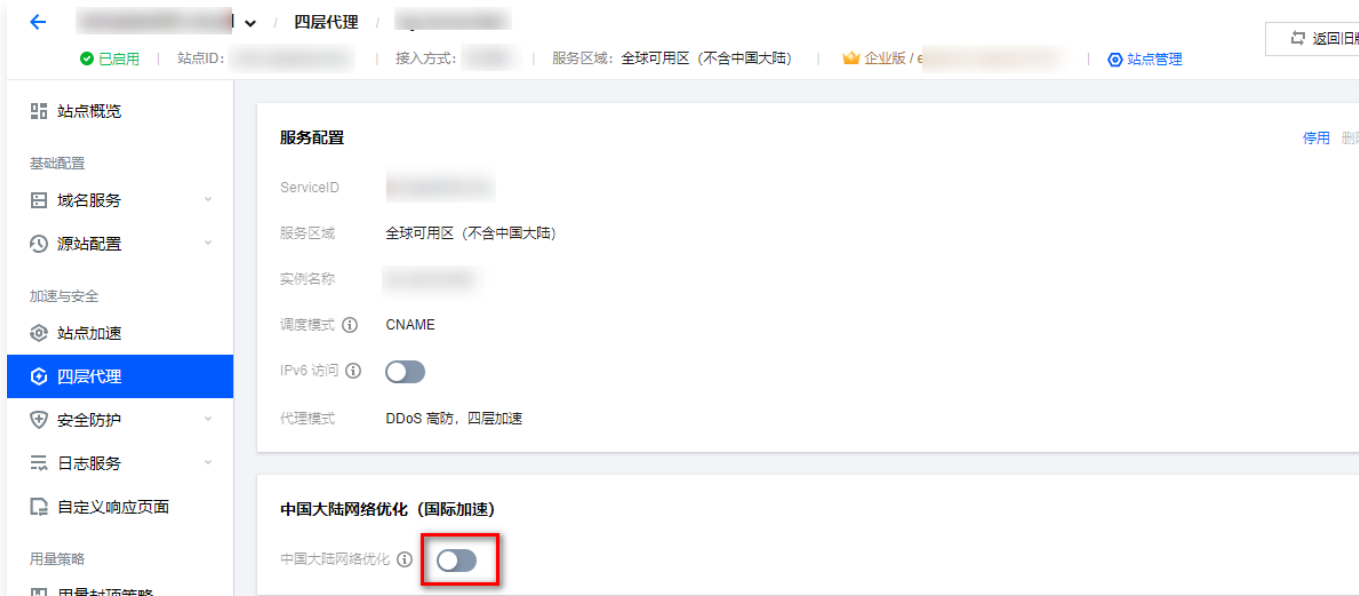 四层代理
返回旧
已启用 站点ID: 接入方式: 服务区域: 全球可用区（不含中国大陆） 企业版 / e 站点管理
站点概览
基础配置
域名服务
源站配置
加速与安全
站点加速
四层代理
安全防护
日志服务
自定义响应页面
用量策略
用量封顶策略
服务配置
停用
ServiceID
服务区域 全球可用区（不含中国大陆）
实例名称
调度模式 CNAME
IPv6 访问
代理模式 DDoS 高防，四层加速
中国大陆网络优化（国际加速）
中国大陆网络优化